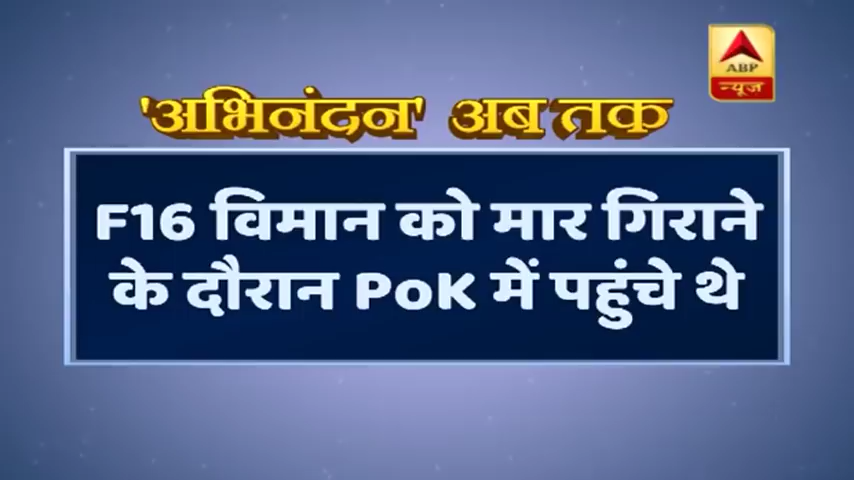 ABP
न्यूज़
'अभिनंदन' अब तक
F16 विमान को मार गिराने
के दौरान PoK में पहुंचे थे